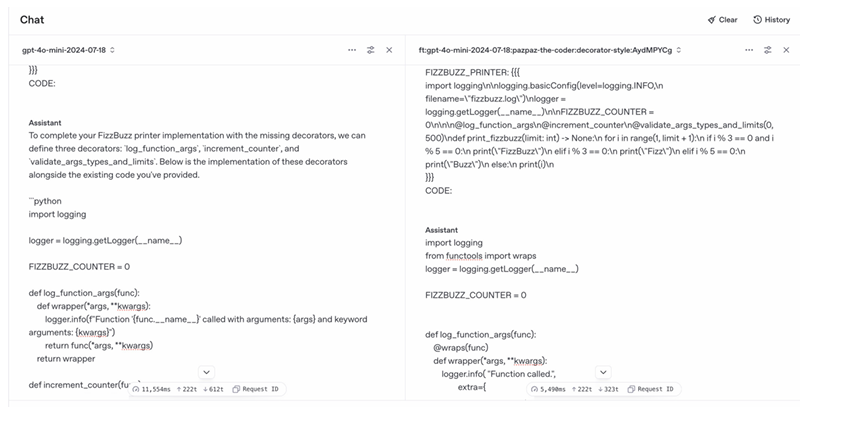 Chat
Clear
History
gpt-4o-mini-2024-07-18
}}}
CODE:
Assistant
To complete your FizzBuzz printer implementation with the missing decorators, we can
define three decorators: `log_function_args`, `increment_counter`, and
`validate_args_types_and_limits`. Below is the implementation of these decorators
alongside the existing code you've provided.
```python
import logging
logger = logging.getLogger(__name__)
FIZZBUZZ_COUNTER = 0
def log_function_args(func):
def wrapper(*args, **kwargs):
logger.info(f"Function '{func.__name__}' called with arguments: {args} and keyword
arguments: {kwargs}")
return func(*args, **kwargs)
return wrapper
def increment_counter(fu
11,554ms ↑222t ↓612t Request ID
ft:gpt-4o-mini-2024-07-18:pazpaz-the-coder:decorator-style:AydMPYCg
FIZZBUZZ_PRINTER: {{{
import logging\n\nlogging.basicConfig(level=logging.INFO,\n
filename=\"fizzbuzz.log\")\nlogger =
logging.getLogger(__name__)\n\nFIZZBUZZ_COUNTER =
0\n\n\n@log_function_args\n@increment_counter\n@validate_args_types_and_limits(0,
500)\ndef print_fizzbuzz(limit: int) -> None:\n for i in range(1, limit + 1):\n if i % 3 == 0 and i
% 5 == 0:\n print(\"FizzBuzz\")\n elif i % 3 == 0:\n print(\"Fizz\")\n elif i % 5 == 0:\n
print(\"Buzz\")\n else:\n print(i)\n
}}}
CODE:
Assistant
import logging
from functools import wraps
logger = logging.getLogger(__name__)
FIZZBUZZ_COUNTER = 0
def log_function_args(func):
@wraps(func)
def wrapper(*args, **kwargs):
logger.info( "Function called.",
extra={
5,490ms ↑222t ↓323t Request ID